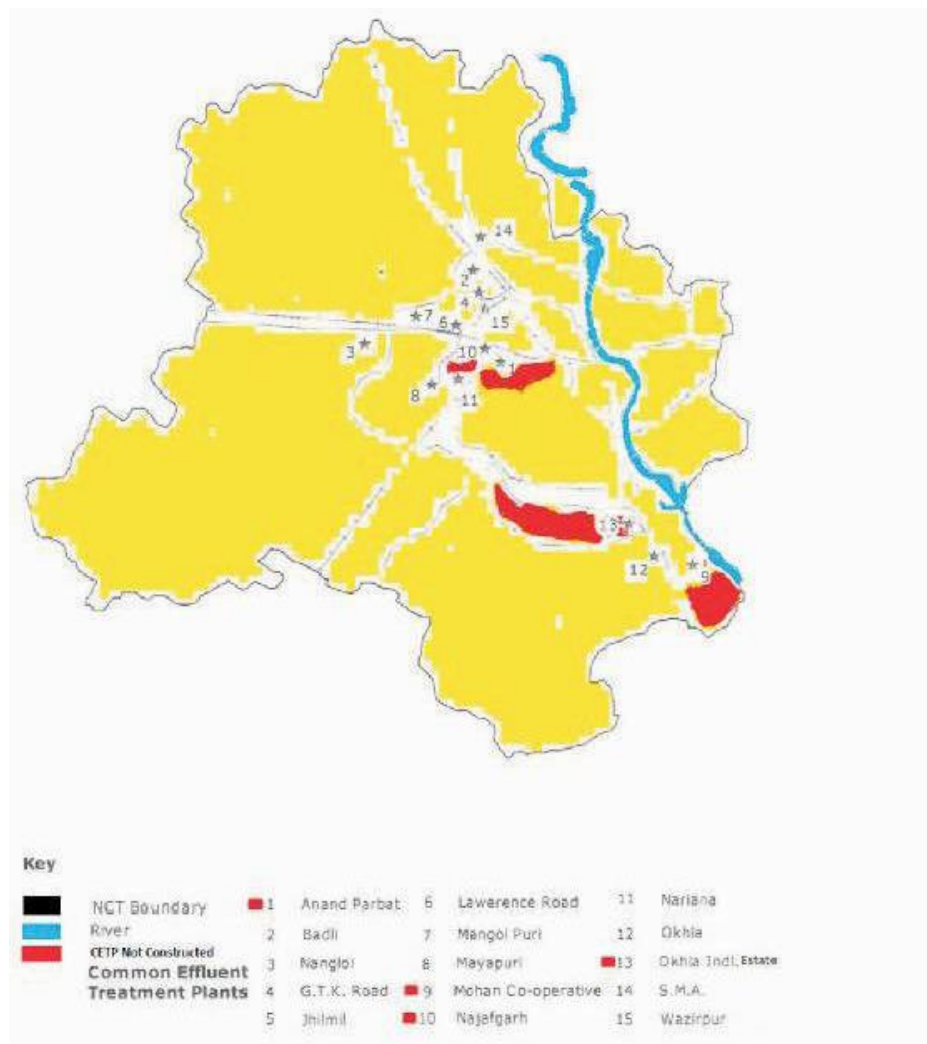 14
2
4
7
6
15
3
10
1
8
11
13
12
9
Key
NCT Boundary
River
CETP Not Constructed
Common Effluent
Treatment Plants
1 Anand Parbat
2 Badli
3 Nangloi
4 G.T.K. Road
5 Jhilmil
6 Lawerence Road
7 Mangol Puri
8 Mayapuri
9 Mohan Co-operative
10 Najafgarh
11 Nariana
12 Okhla
13 Okhla Indl. Estate
14 S.M.A.
15 Wazirpur